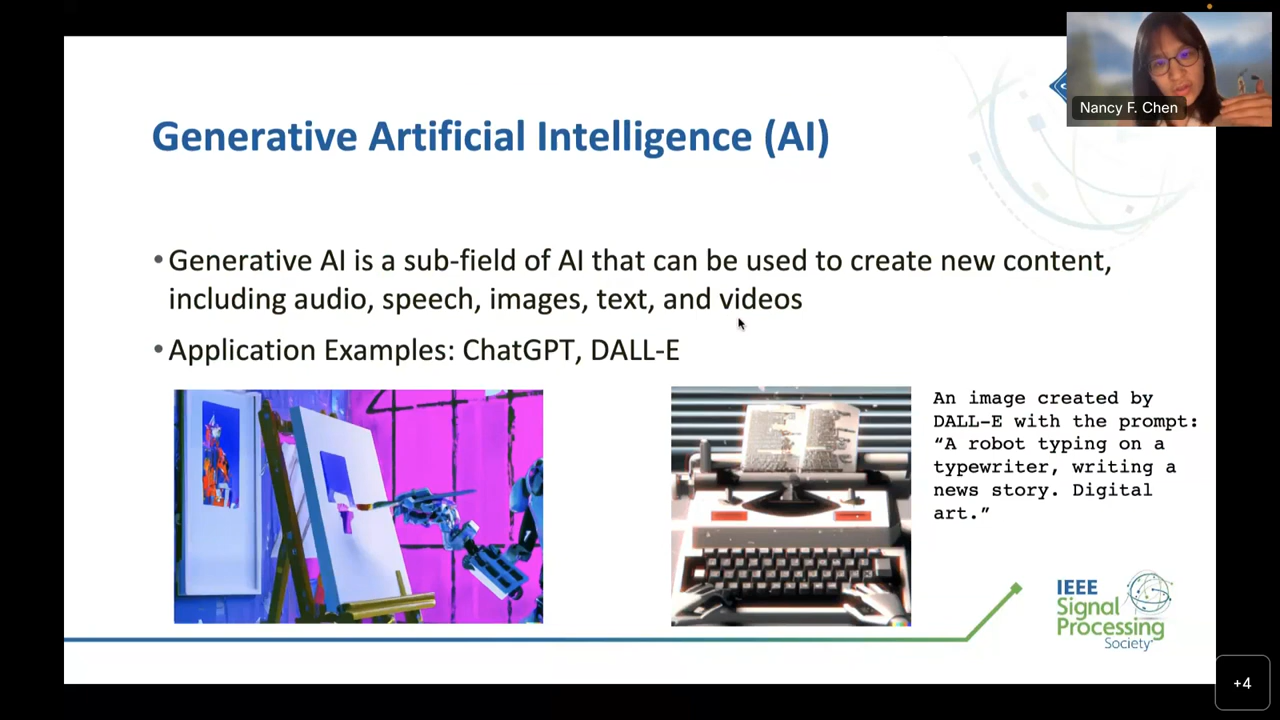 Nancy F. Chen
Generative Artificial Intelligence (AI)
•Generative AI is a sub-field of AI that can be used to create new content,
including audio, speech, images, text, and videos
•Application Examples: ChatGPT, DALL-E
An image created by
DALL-E with the prompt:
“A robot typing on a
typewriter, writing a
news story. Digital
art.”
IEEE
Signal
Processing
Society
+4